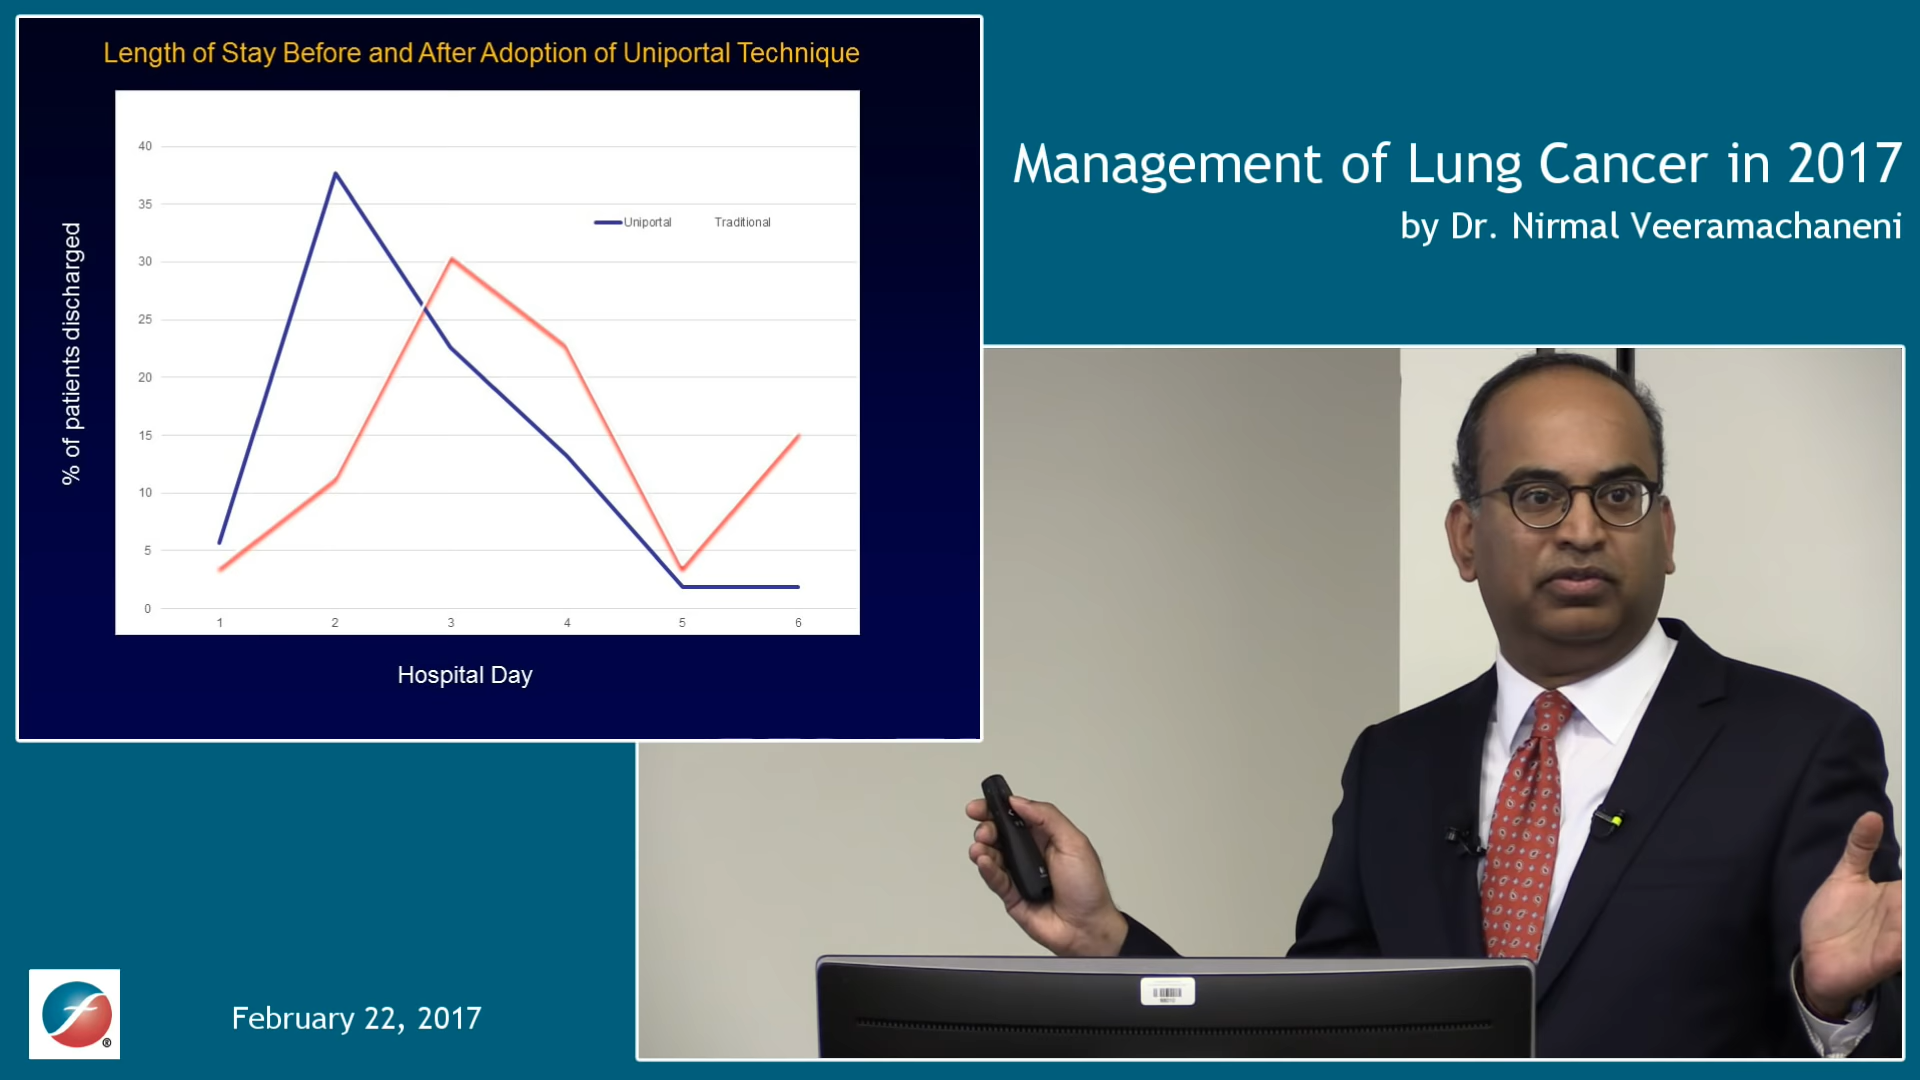 Length of Stay Before and After Adoption of Uniportal Technique
% of patients discharged
40
35
30
25
20
15
10
5
0
Uniportal Traditional
1 2 3 4 5 6
Hospital Day
Management of Lung Cancer in 2017
by Dr. Nirmal Veeramachaneni
f ®
February 22, 2017